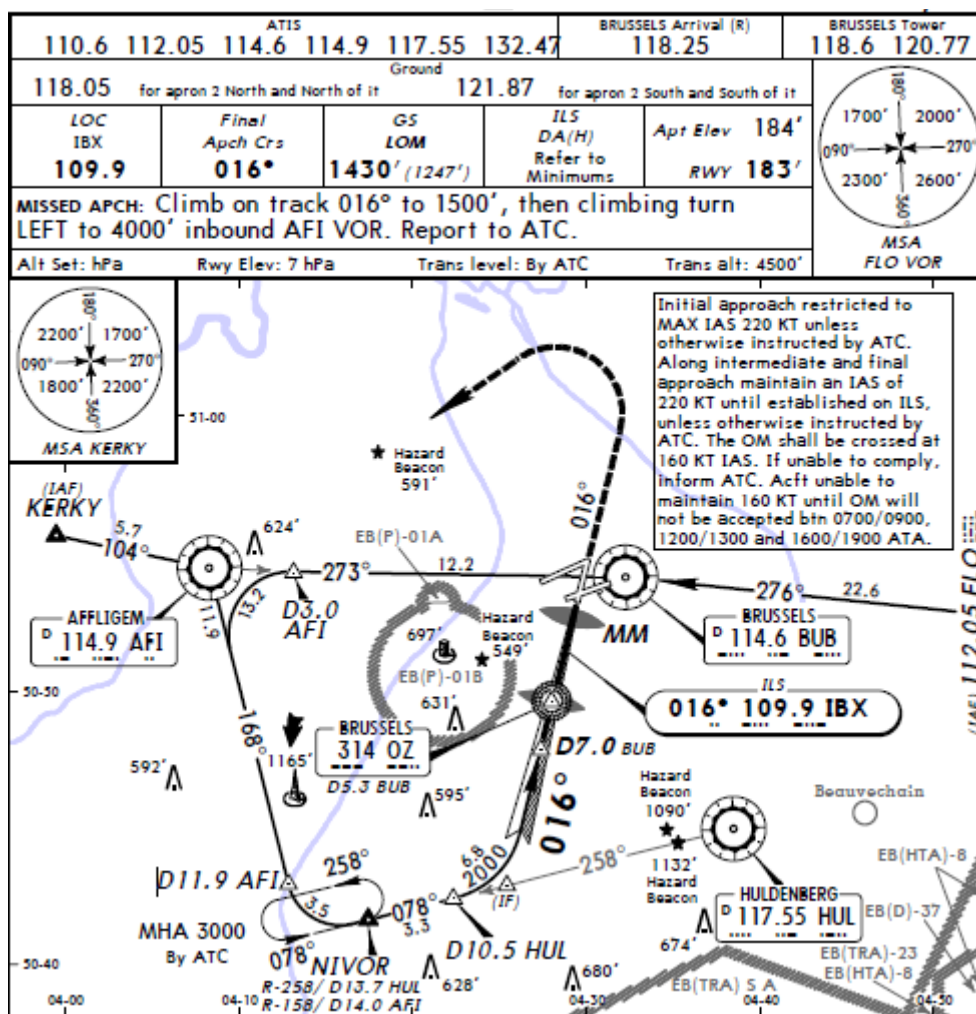 ATIS
110.6 112.05 114.6 114.9 117.55 132.47
BRUSSELS Arrival (R)
118.25
BRUSSELS Tower
118.6 120.77
Ground
118.05 for apron 2 North and North of it 121.87 for apron 2 South and South of it
LOC
IBX
109.9
Final
Apch Crs
016°
GS
LOM
1430' (1247')
ILS
DA(H)
Refer to
Minimums
Apt Elev 184'
RWY 183'
MISSED APCH: Climb on track 016° to 1500', then climbing turn
LEFT to 4000' inbound AFI VOR. Report to ATC.
Alt Set: hPa Rwy Elev: 7 hPa Trans level: By ATC Trans alt: 4500'
180°
1700' 2000'
090° 270°
2300' 2600'
360°
MSA
FLO VOR
180°
2200' 1700'
090° 270°
1800' 2200'
360°
MSA KERKY
Initial approach restricted to
MAX IAS 220 KT unless
otherwise instructed by ATC.
Along intermediate and final
approach maintain an IAS of
220 KT until established on ILS,
unless otherwise instructed by
ATC. The OM shall be crossed at
160 KT IAS. If unable to comply,
inform ATC. Acft unable to
maintain 160 KT until OM will
not be accepted btn 0700/0900,
1200/1300 and 1600/1900 ATA.
51-00
Hazard
Beacon
591'
016°
(IAF)
KERKY
5.7
104°
624'
EB(P)-01A
273°
12.2
D3.0
AFI
13.2
11.9
AFFLIGEM
D 114.9 AFI
276°
22.6
BRUSSELS
D 114.6 BUB
(IAF) 112.05 FLO
MM
697'
Hazard
Beacon
549'
EB(P)-01B
631'
ILS
016° 109.9 IBX
50-30
168°
BRUSSELS
314 OZ
D5.3 BUB
D7.0 BUB
1165'
592'
595'
016°
Hazard
Beacon
1090'
Beauvechain
1132'
Hazard
Beacon
258°
6.8
2000
(IF)
258°
D11.9 AFI
3.5
078°
3.3
MHA 3000
By ATC
078°
NIVOR
R-258/ D13.7 HUL
R-158/ D14.0 AFI
D10.5 HUL
HULDENBERG
D 117.55 HUL
EB(HTA)-8
EB(D)-37
EB(TRA)-23
EB(HTA)-8
674'
628'
680'
EB(TRA) S A
50-40
04-00
04-10
04-30
04-40
04-50